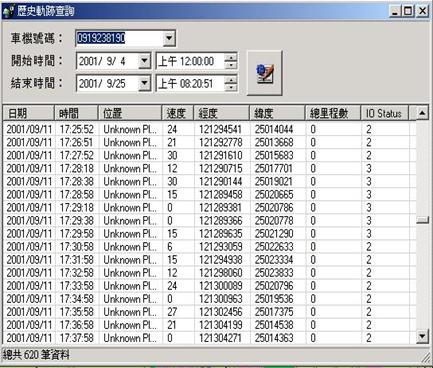 歷史軌跡查詢
車機號碼： 0919238190
開始時間： 2001/ 9/ 4 上午 12:00:00
結束時間： 2001/ 9/25 上午 08:20:51
日期 時間 位置 速度 經度 緯度 總里程數 IO Status
2001/09/11 17:25:52 Unknown Pl... 24 121294541 25014044 0 2
2001/09/11 17:26:51 Unknown Pl... 21 121292778 25013668 0 2
2001/09/11 17:27:52 Unknown Pl... 30 121291610 25015683 0 2
2001/09/11 17:28:18 Unknown Pl... 12 121290715 25017701 0 3
2001/09/11 17:28:38 Unknown Pl... 30 121290144 25019021 0 3
2001/09/11 17:28:58 Unknown Pl... 15 121289458 25020665 0 3
2001/09/11 17:29:18 Unknown Pl... 0 121289381 25020786 0 3
2001/09/11 17:29:38 Unknown Pl... 0 121289366 25020778 0 3
2001/09/11 17:29:58 Unknown Pl... 15 121289635 25021290 0 3
2001/09/11 17:30:58 Unknown Pl... 6 121293059 25022633 0 2
2001/09/11 17:31:58 Unknown Pl... 15 121294938 25023334 0 2
2001/09/11 17:32:58 Unknown Pl... 12 121298060 25023833 0 2
2001/09/11 17:33:58 Unknown Pl... 24 121300089 25020796 0 2
2001/09/11 17:34:58 Unknown Pl... 0 121300963 25019536 0 2
2001/09/11 17:35:58 Unknown Pl... 27 121302456 25017375 0 2
2001/09/11 17:36:58 Unknown Pl... 21 121304199 25014538 0 2
2001/09/11 17:37:58 Unknown Pl... 0 121304271 25014363 0 2
總共 620 筆資料